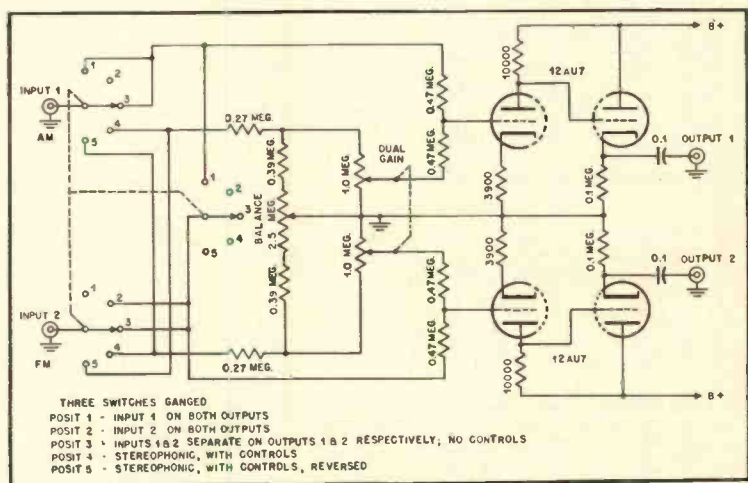 B+
1
2
INPUT 1
3
AM
4
5
0.27 MEG.
0.39 MEG.
1.0 MEG.
DUAL GAIN
0.47 MEG.
0.47 MEG.
10000
12AU7
0.1
OUTPUT 1
3900
0.1 MEG.
1
2
3
4
5
BALANCE
2.5 MEG.
1.0 MEG.
0.39 MEG.
3900
0.1 MEG.
0.1
OUTPUT 2
0.47 MEG.
0.47 MEG.
1
2
INPUT 2
3
FM
4
5
0.27 MEG.
10000
12AU7
B+
THREE SWITCHES GANGED
POSIT 1 - INPUT 1 ON BOTH OUTPUTS
POSIT 2 - INPUT 2 ON BOTH OUTPUTS
POSIT 3 - INPUTS 1&2 SEPARATE ON OUTPUTS 1&2 RESPECTIVELY; NO CONTROLS
POSIT 4 - STEREOPHONIC, WITH CONTROLS
POSIT 5 - STEREOPHONIC, WITH CONTROLS, REVERSED